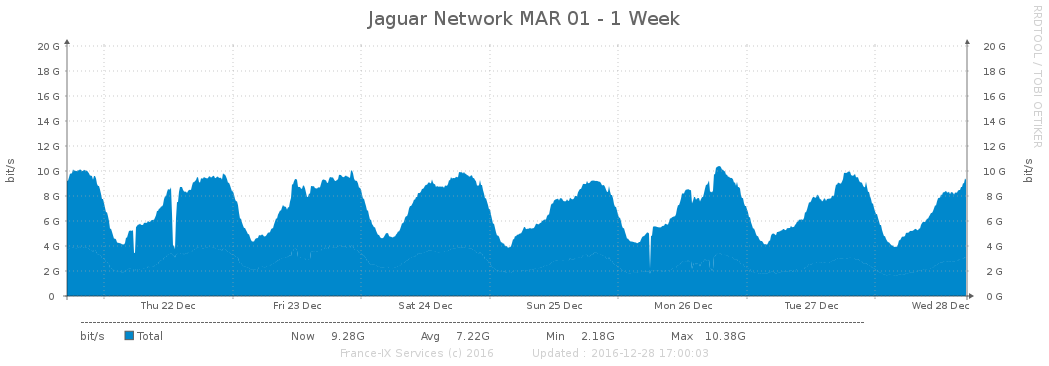 Jaguar Network MAR 01 - 1 Week
RRDTOOL / TOBI OETIKER
bit/s
bit/s
20 G 20 G
18 G 18 G
16 G 16 G
14 G 14 G
12 G 12 G
10 G 10 G
8 G 8 G
6 G 6 G
4 G 4 G
2 G 2 G
0 0 G
Thu 22 Dec Fri 23 Dec Sat 24 Dec Sun 25 Dec Mon 26 Dec Tue 27 Dec Wed 28 Dec
bit/s Total Now 9.28G Avg 7.22G Min 2.18G Max 10.38G
France-IX Services (c) 2016 Updated : 2016-12-28 17:00:03